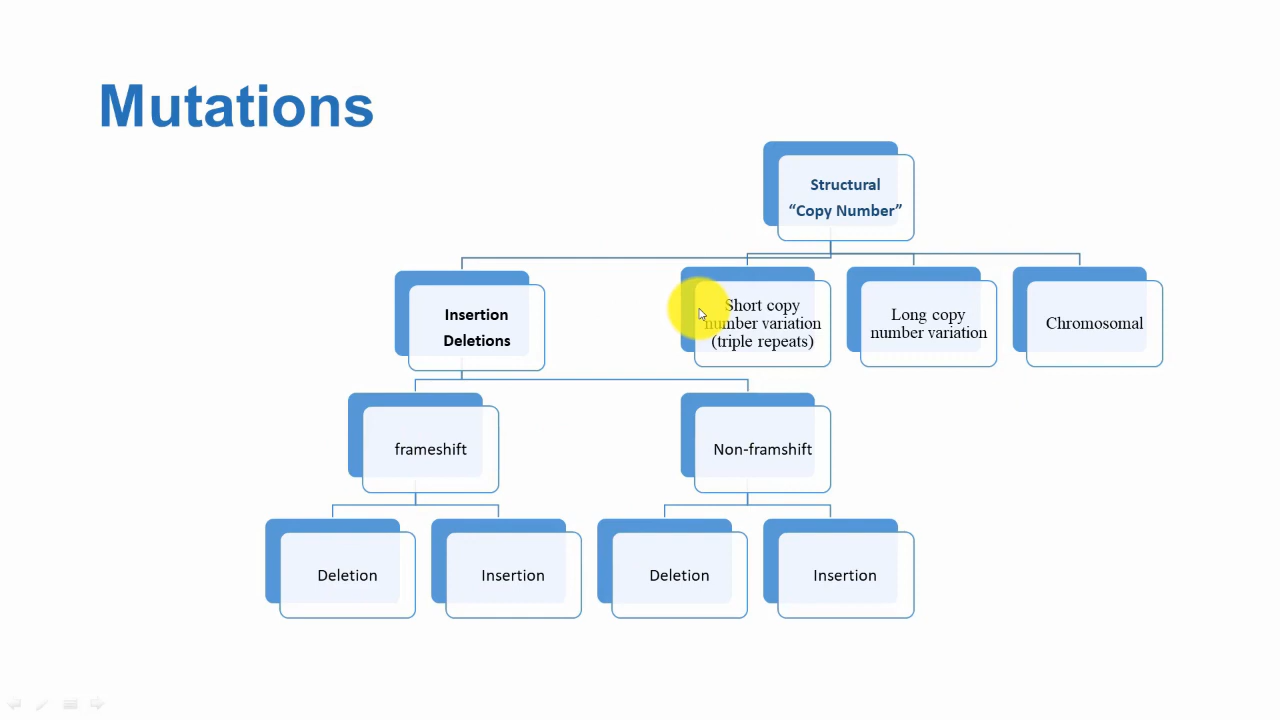 Mutations
Structural
“Copy Number”
Insertion
Deletions
Short copy
number variation
(triple repeats)
Long copy
number variation
Chromosomal
frameshift
Non-framshift
Deletion
Insertion
Deletion
Insertion